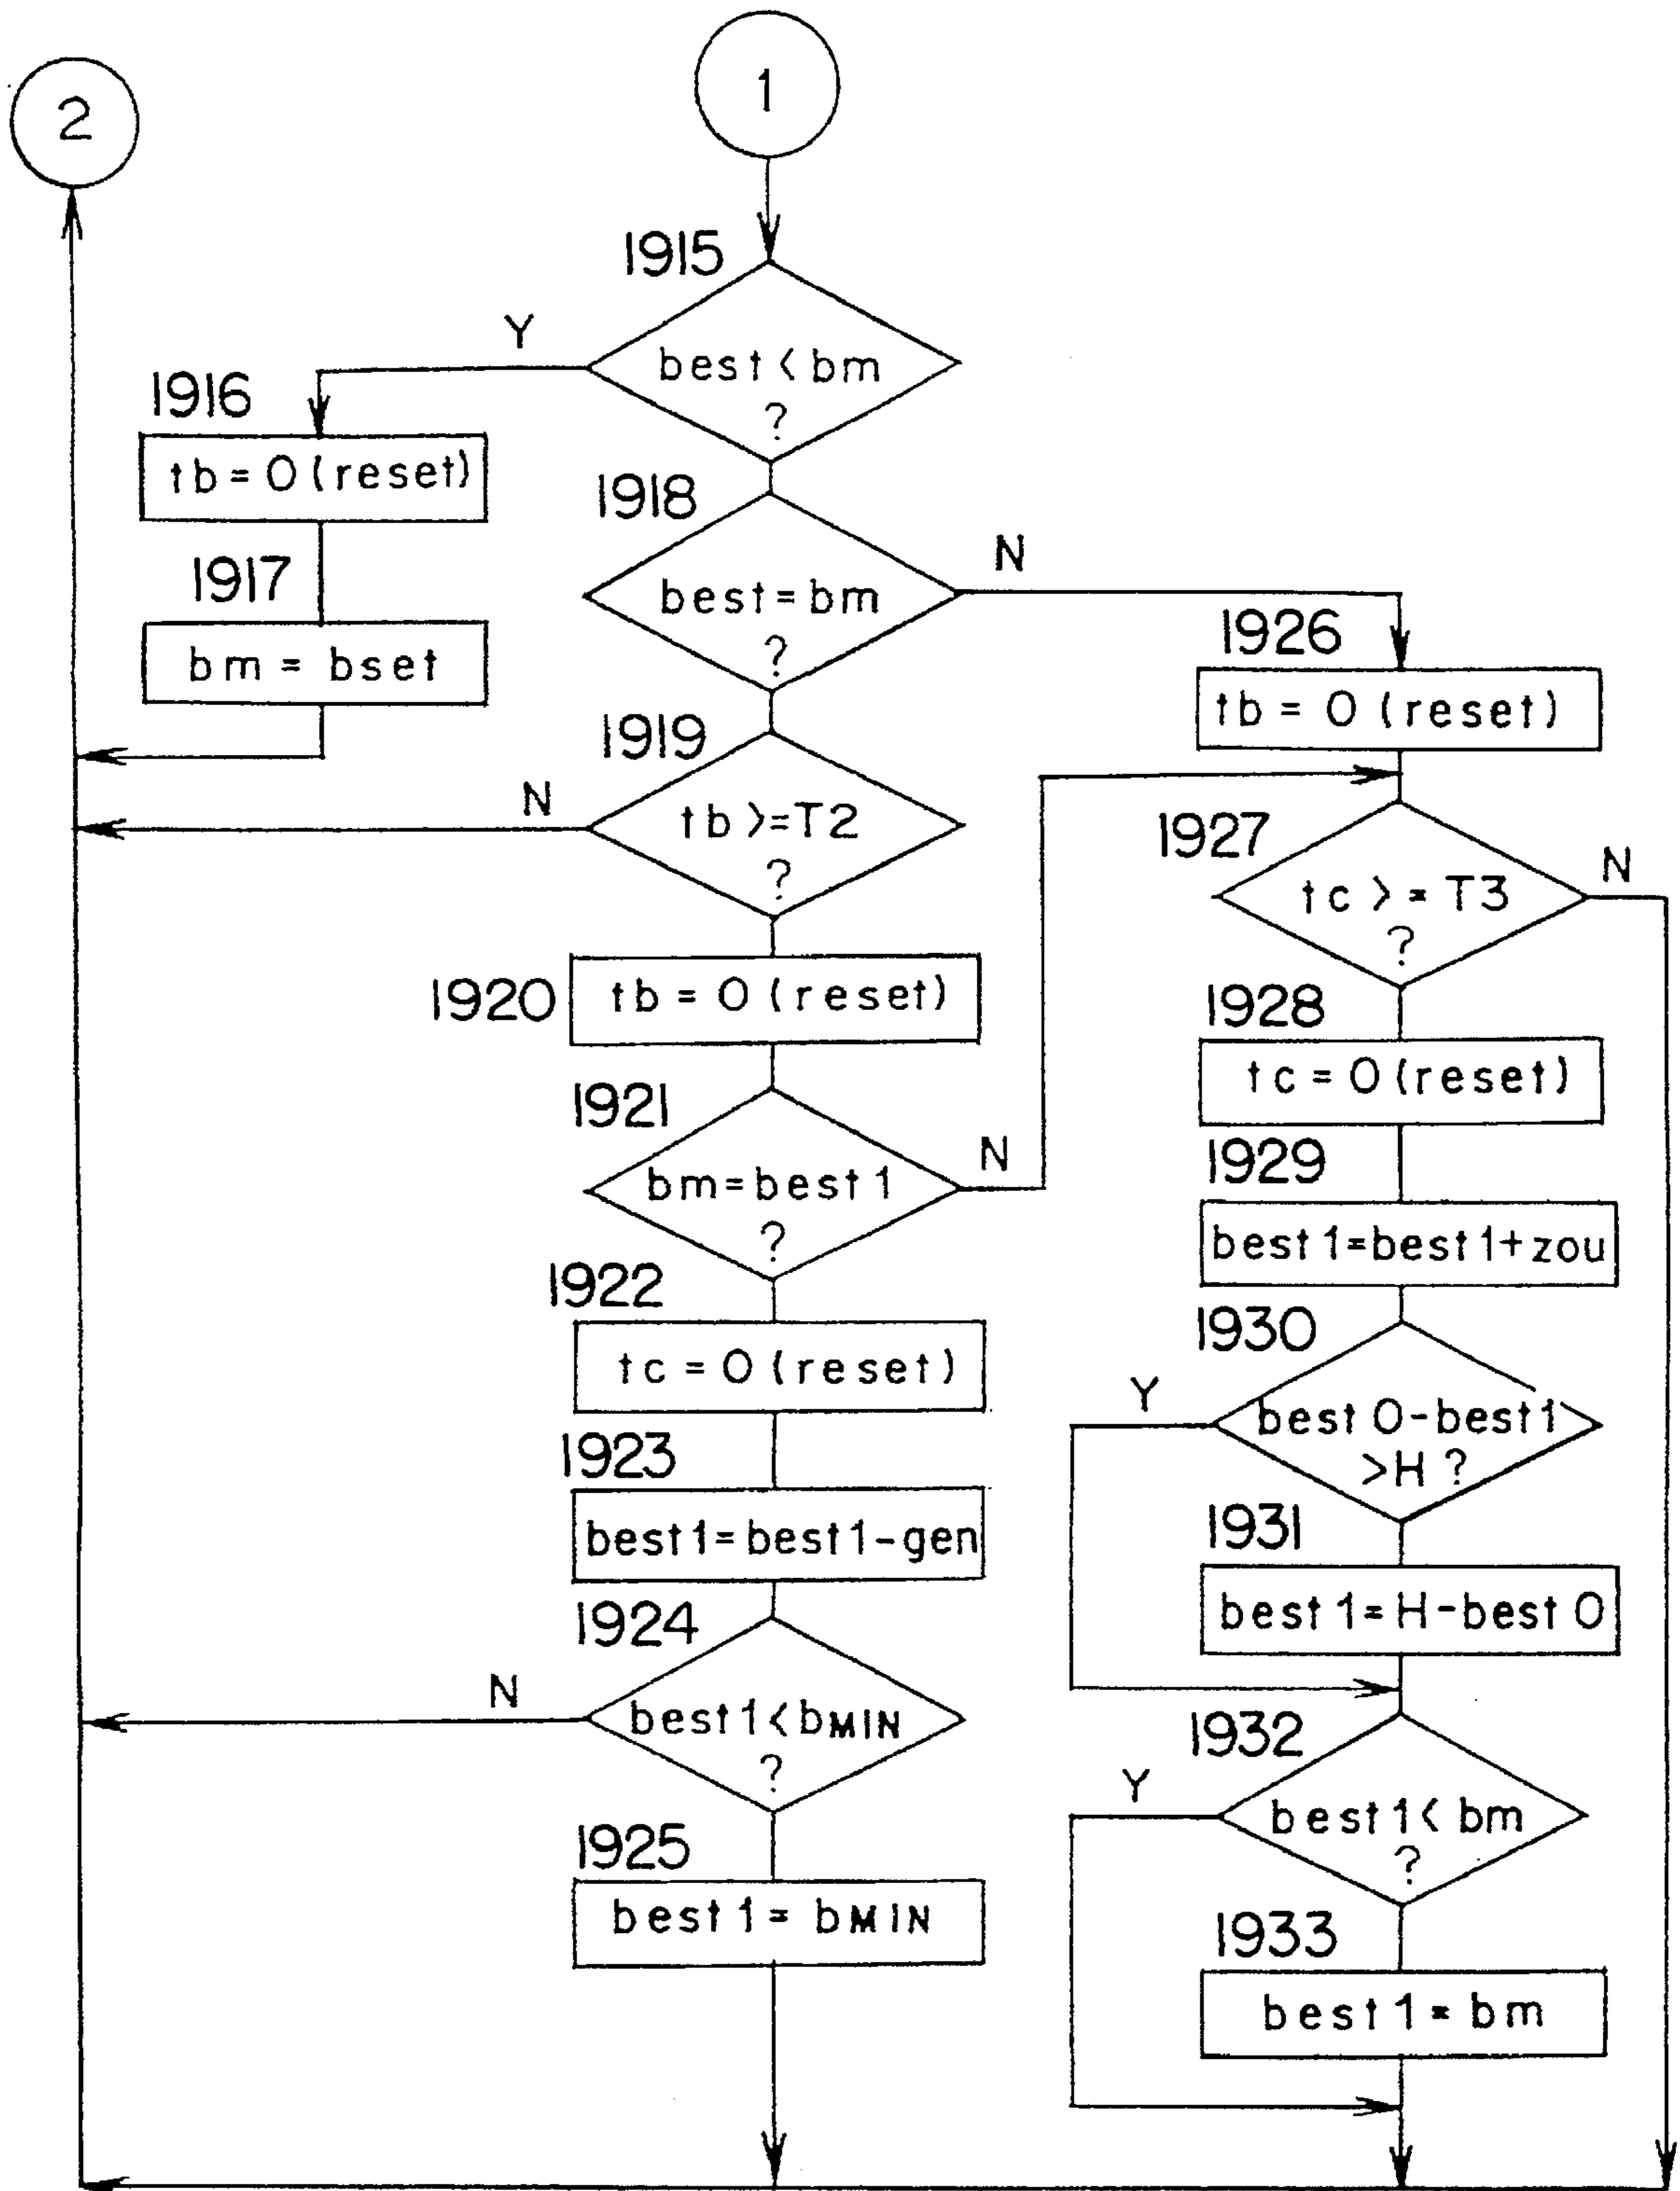 2
1
1915
Y
best < bm
?
1916
tb = 0 (reset)
1917
bm = bset
1918
N
best = bm
?
1919
N
tb >= T2
?
1920
tb = 0 (reset)
1921
N
bm = best 1
?
1922
tc = 0 (reset)
1923
best 1 = best 1 - gen
1924
N
best 1 < bMIN
?
1925
best 1 = bMIN
1926
tb = 0 (reset)
1927
N
tc >= T3
?
1928
tc = 0 (reset)
1929
best 1 = best 1 + zou
1930
Y
best 0 - best 1
> H ?
1931
best 1 = H - best 0
1932
Y
best 1 < bm
?
1933
best 1 = bm